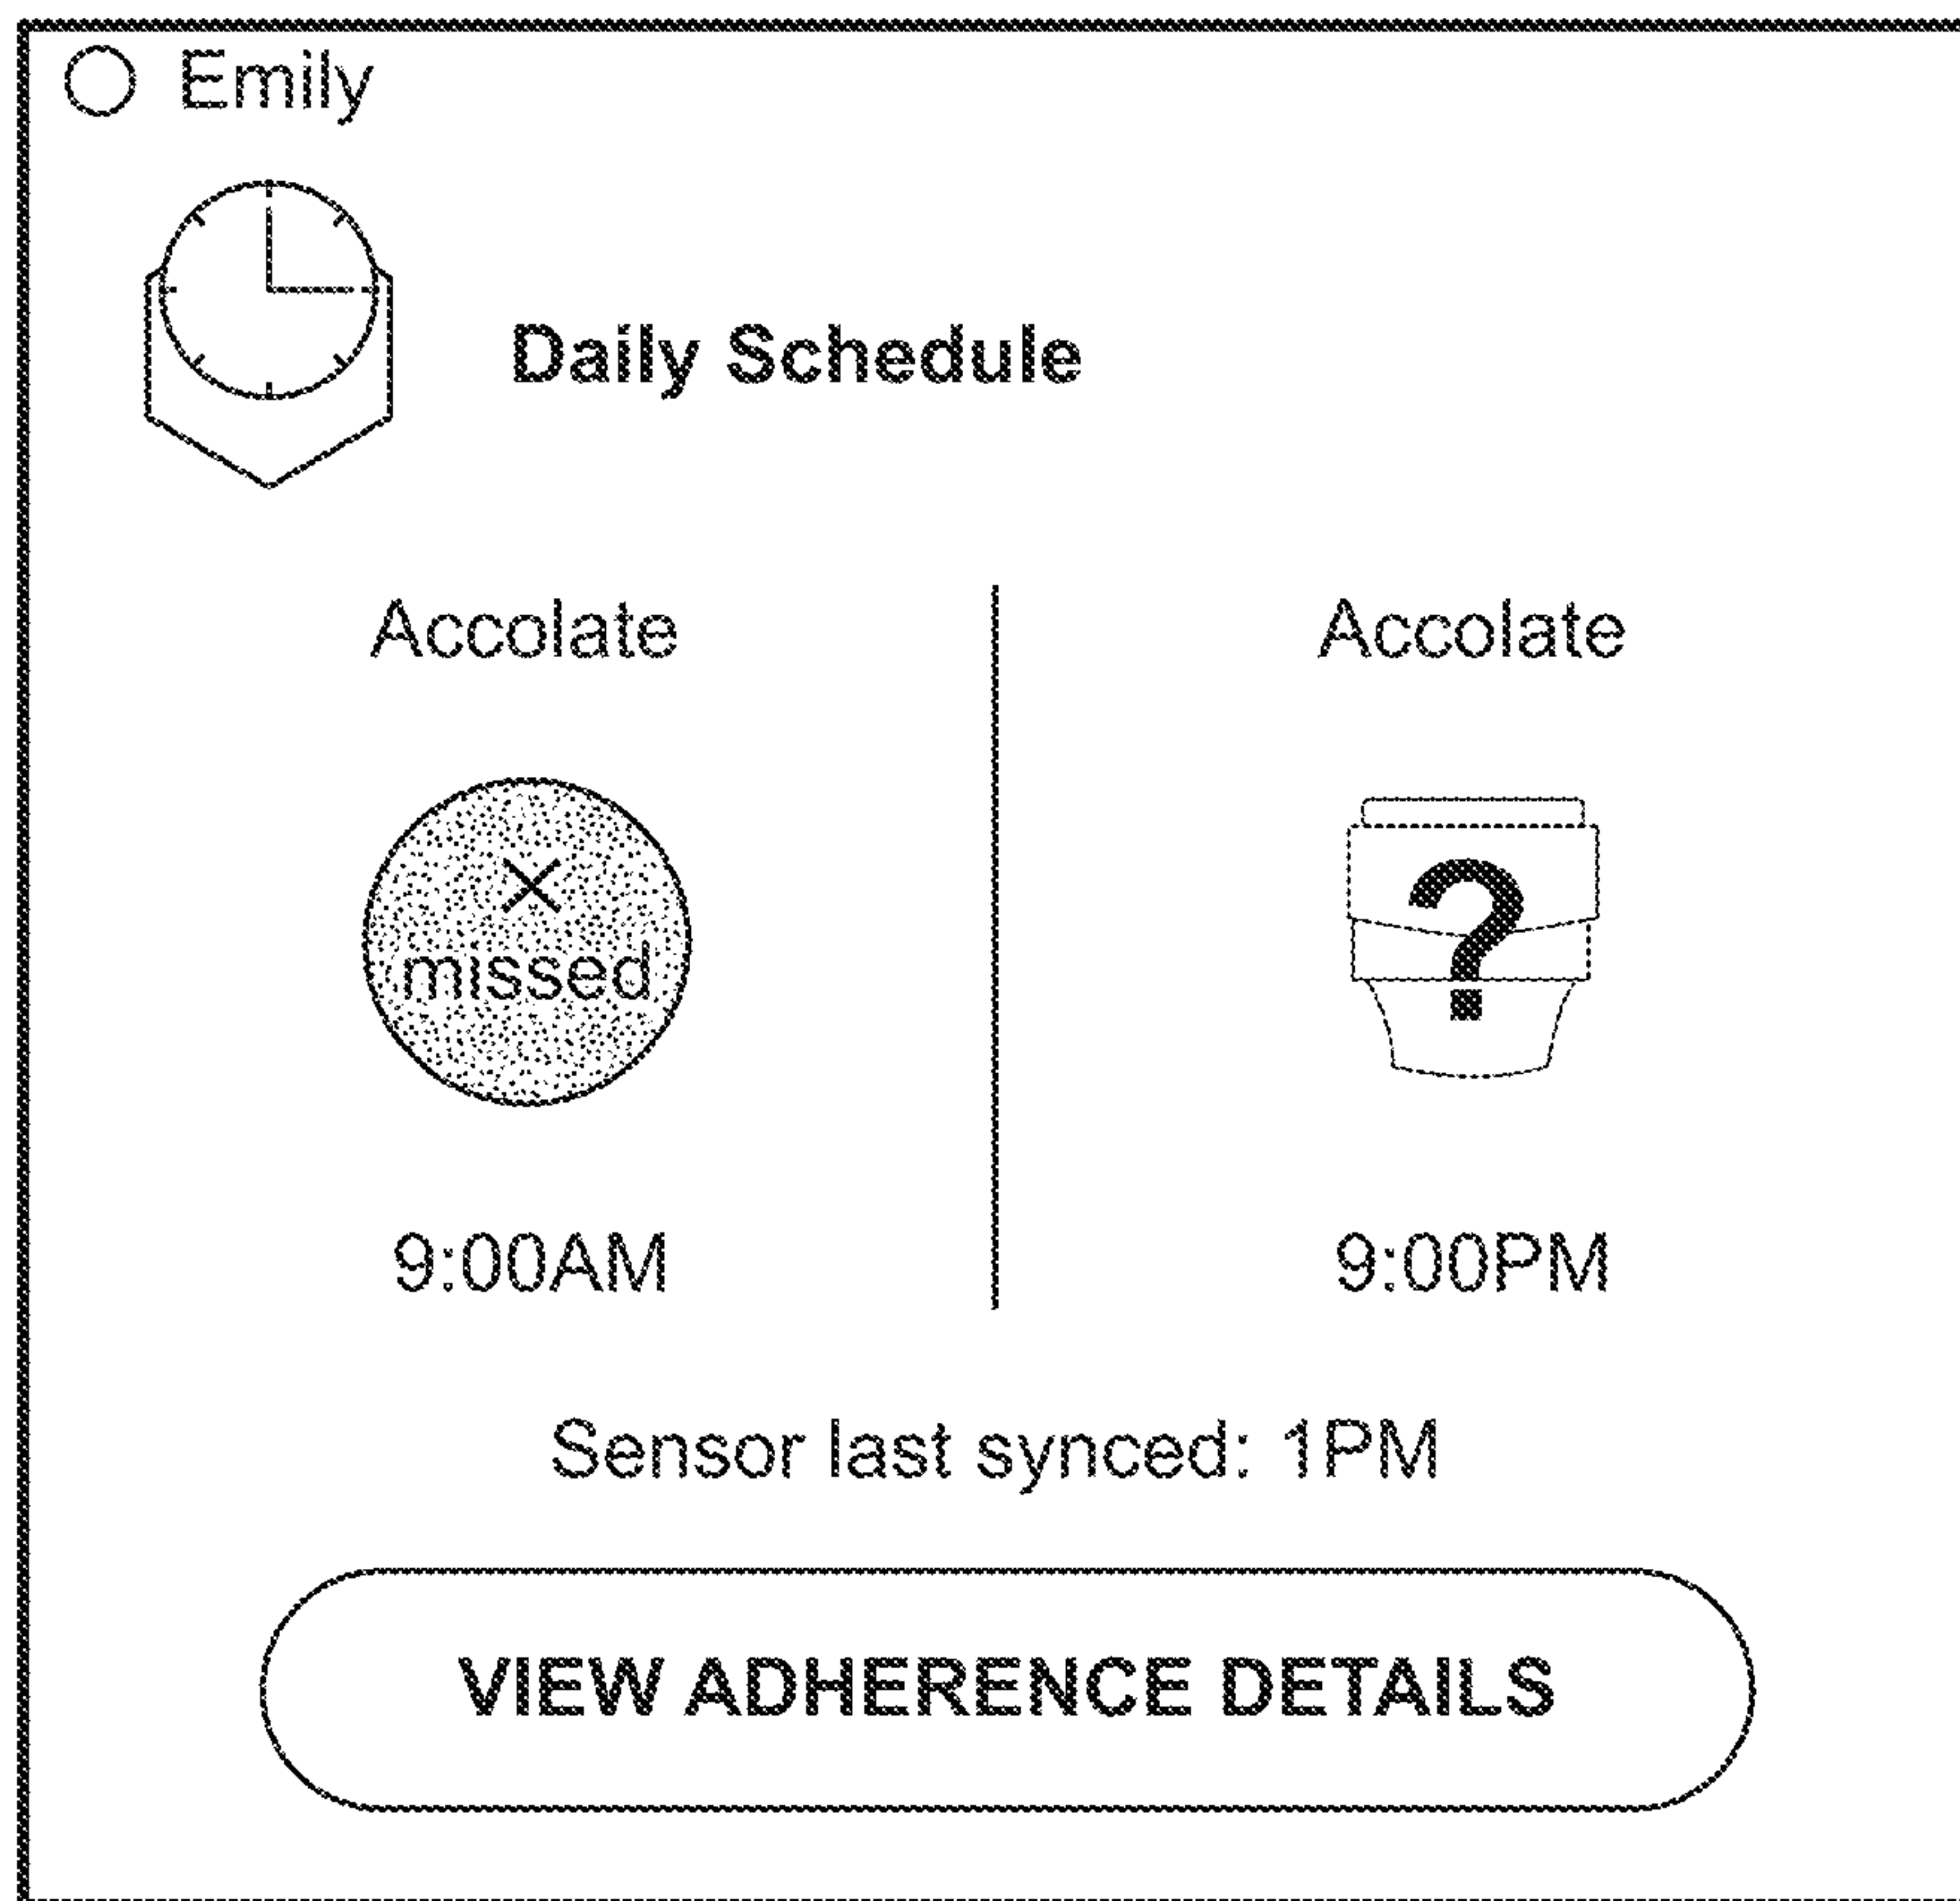 Emily
Daily Schedule
Accolate
Accolate
missed
?
9:00AM
9:00PM
Sensor last synced: 1PM
VIEW ADHERENCE DETAILS